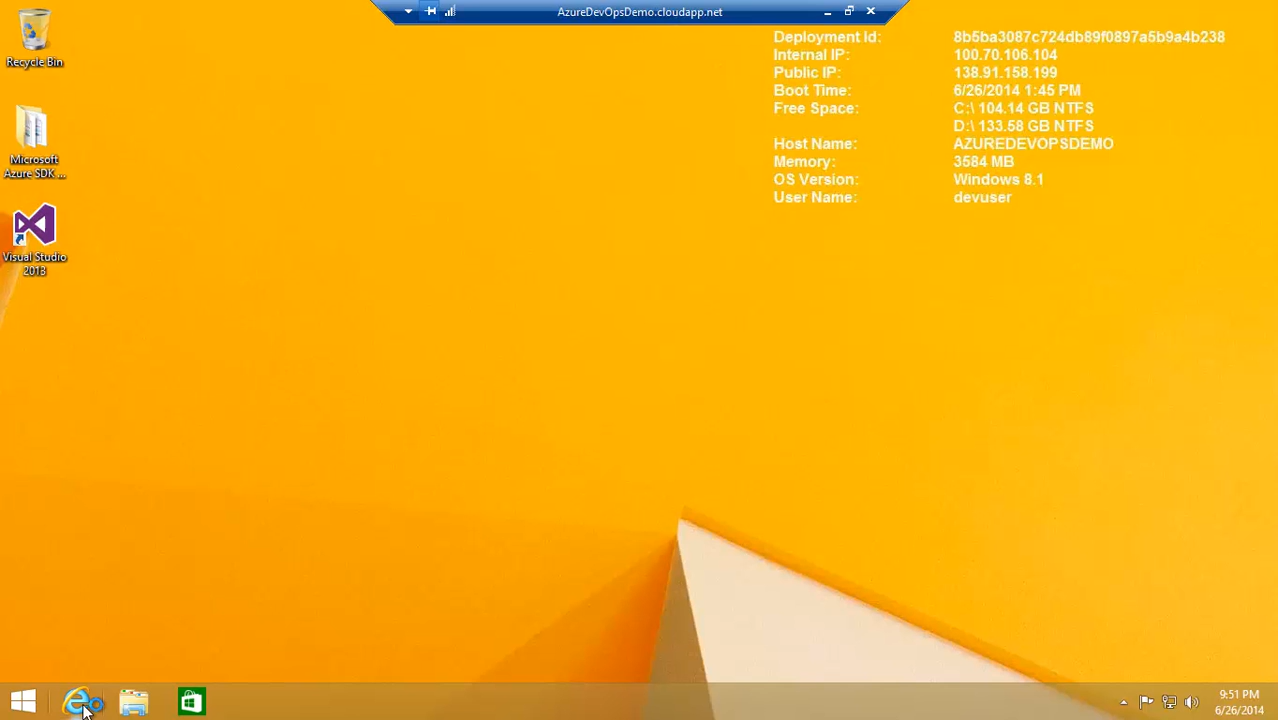 AzureDevOpsDemo.cloudapp.net
Deployment Id: 8b5ba3087c724db89f0897a5b9a4b238
Internal IP: 100.70.106.104
Public IP: 138.91.158.199
Boot Time: 6/26/2014 1:45 PM
Free Space: C:\ 104.14 GB NTFS
D:\ 133.58 GB NTFS
Host Name: AZUREDEVOPSDEMO
Memory: 3584 MB
OS Version: Windows 8.1
User Name: devuser
Recycle Bin
Microsoft
Azure SDK ...
Visual Studio
2013
9:51 PM
6/26/2014